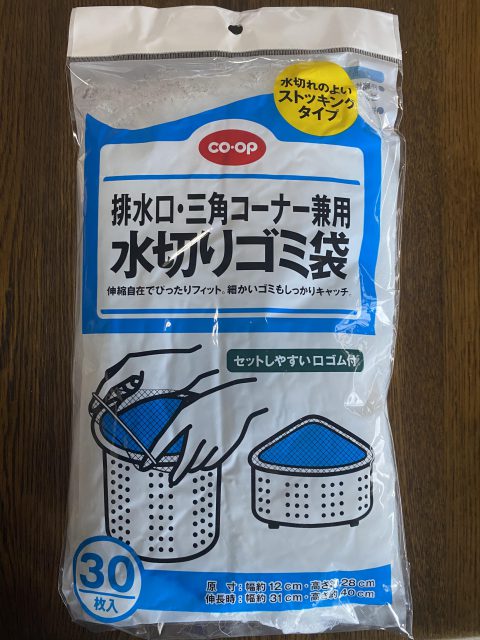 水切れのよい
ストッキング
タイプ
CO·OP
排水口・三角コーナー兼用
水切りゴミ袋
伸縮自在でぴったりフィット。細かいゴミもしっかりキャッチ。
セットしやすい口ゴム付
30
枚入
原寸:幅約12cm・高さ約28cm
伸長時:幅約31cm・高さ約40cm